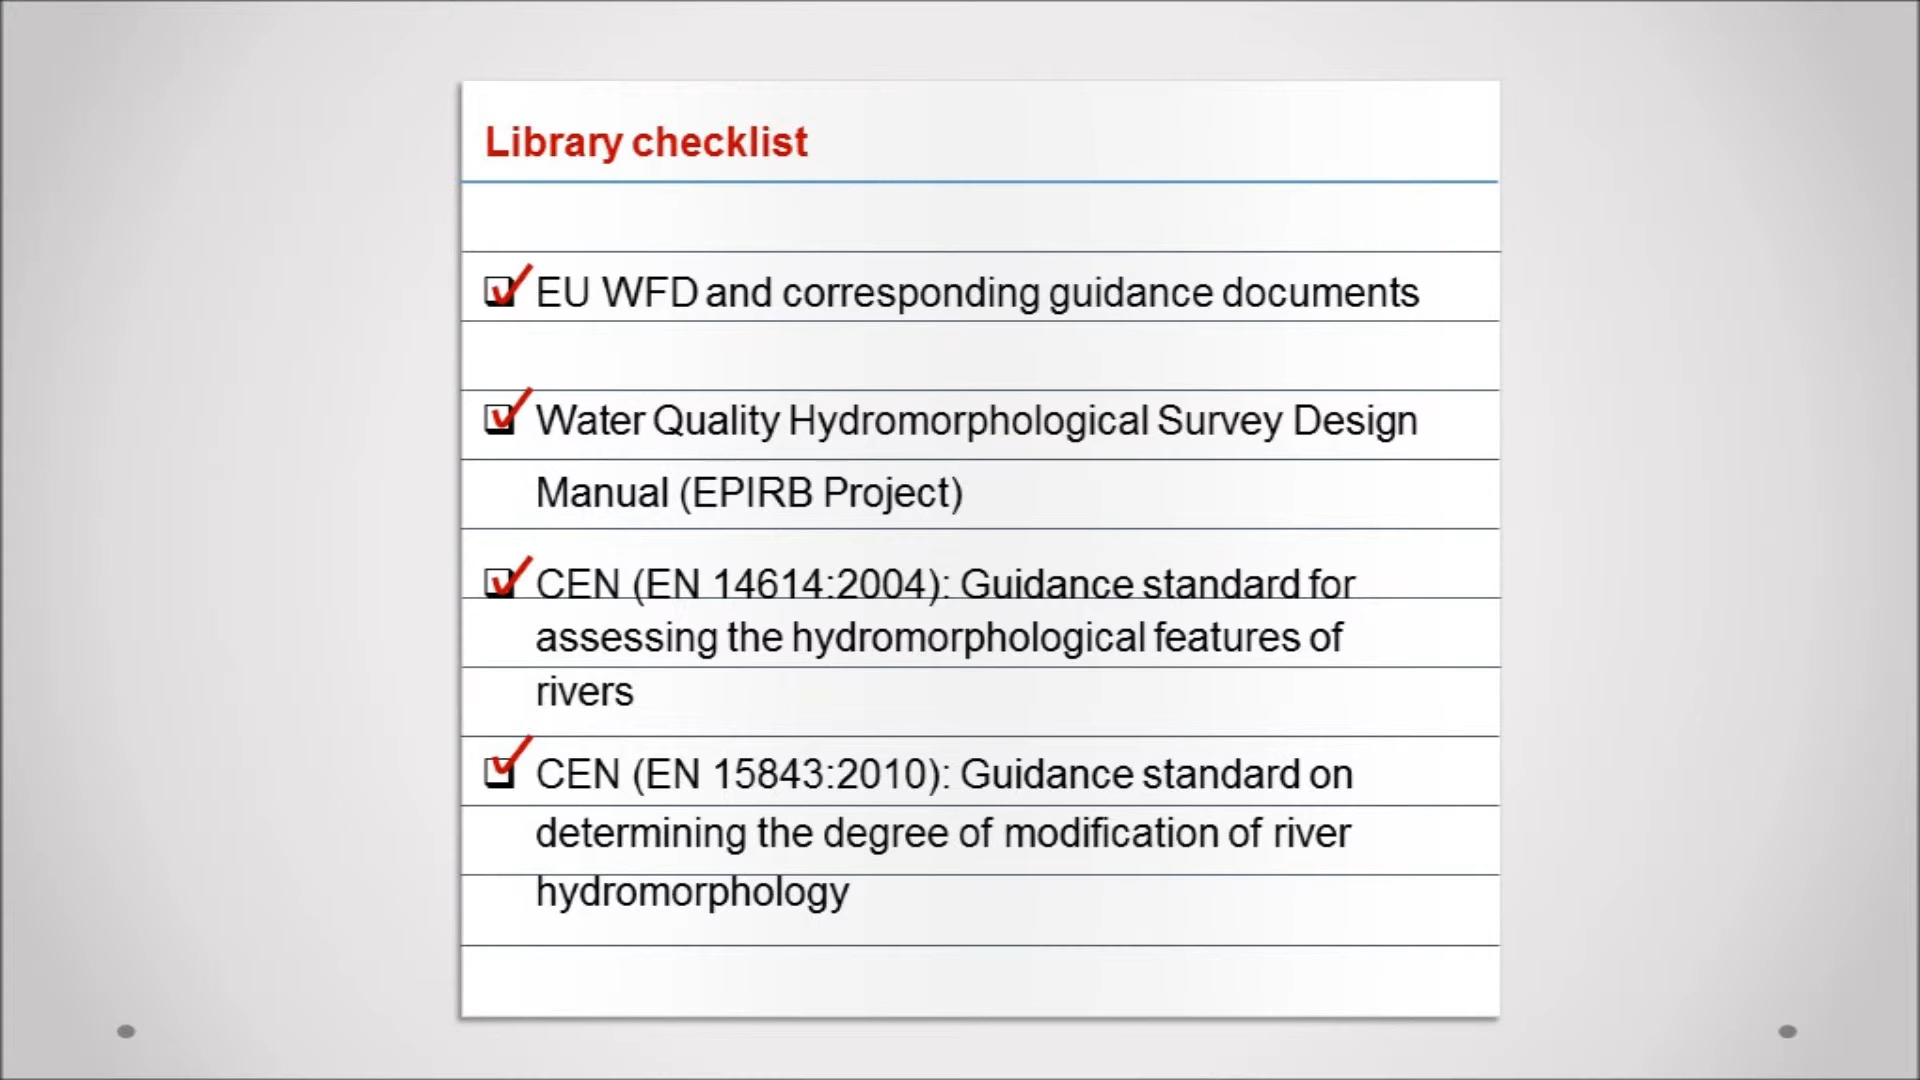 Library checklist
EU WFD and corresponding guidance documents
Water Quality Hydromorphological Survey Design
Manual (EPIRB Project)
CEN (EN 14614:2004): Guidance standard for
assessing the hydromorphological features of
rivers
CEN (EN 15843:2010): Guidance standard on
determining the degree of modification of river
hydromorphology